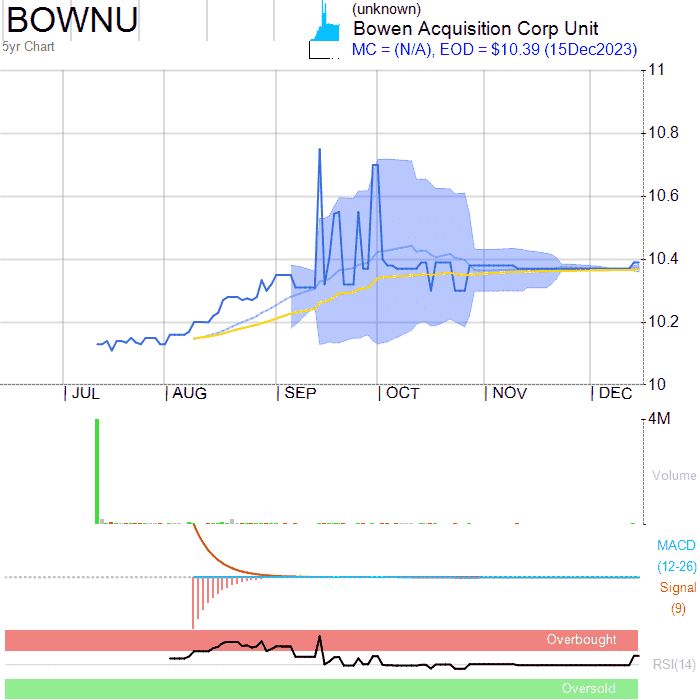 BOWNU
5yr Chart
(unknown)
Bowen Acquisition Corp Unit
MC = (N/A), EOD = $10.39 (15Dec2023)
11
10.8
10.6
10.4
10.2
10
JUL AUG SEP OCT NOV DEC
4M
Volume
MACD
(12-26)
Signal
(9)
Overbought
RSI(14)
Oversold